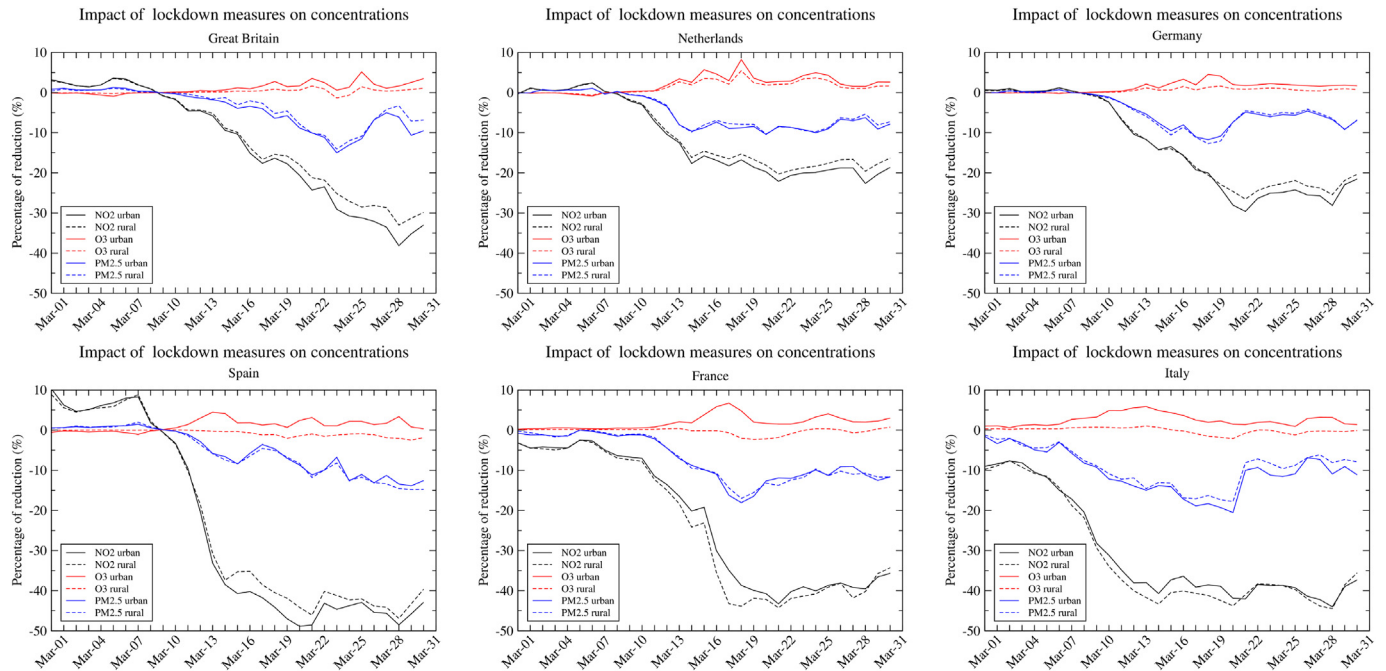 Impact of lockdown measures on concentrations
Great Britain
Percentage of reduction (%)
10
0
-10
-20
-30
-40
-50
NO2 urban
NO2 rural
O3 urban
O3 rural
PM2.5 urban
PM2.5 rural
Mar-01
Mar-04
Mar-07
Mar-10
Mar-13
Mar-16
Mar-19
Mar-22
Mar-25
Mar-28
Mar-31
Impact of lockdown measures on concentrations
Netherlands
Percentage of reduction (%)
10
0
-10
-20
-30
-40
-50
NO2 urban
NO2 rural
O3 urban
O3 rural
PM2.5 urban
PM2.5 rural
Mar-01
Mar-04
Mar-07
Mar-10
Mar-13
Mar-16
Mar-19
Mar-22
Mar-25
Mar-28
Mar-31
Impact of lockdown measures on concentrations
Germany
Percentage of reduction (%)
10
0
-10
-20
-30
-40
-50
NO2 urban
NO2 rural
O3 urban
O3 rural
PM2.5 urban
PM2.5 rural
Mar-01
Mar-04
Mar-07
Mar-10
Mar-13
Mar-16
Mar-19
Mar-22
Mar-25
Mar-28
Mar-31
Impact of lockdown measures on concentrations
Spain
Percentage of reduction (%)
10
0
-10
-20
-30
-40
-50
NO2 urban
NO2 rural
O3 urban
O3 rural
PM2.5 urban
PM2.5 rural
Mar-01
Mar-04
Mar-07
Mar-10
Mar-13
Mar-16
Mar-19
Mar-22
Mar-25
Mar-28
Mar-31
Impact of lockdown measures on concentrations
France
Percentage of reduction (%)
10
0
-10
-20
-30
-40
-50
NO2 urban
NO2 rural
O3 urban
O3 rural
PM2.5 urban
PM2.5 rural
Mar-01
Mar-04
Mar-07
Mar-10
Mar-13
Mar-16
Mar-19
Mar-22
Mar-25
Mar-28
Mar-31
Impact of lockdown measures on concentrations
Italy
Percentage of reduction (%)
10
0
-10
-20
-30
-40
-50
NO2 urban
NO2 rural
O3 urban
O3 rural
PM2.5 urban
PM2.5 rural
Mar-01
Mar-04
Mar-07
Mar-10
Mar-13
Mar-16
Mar-19
Mar-22
Mar-25
Mar-28
Mar-31